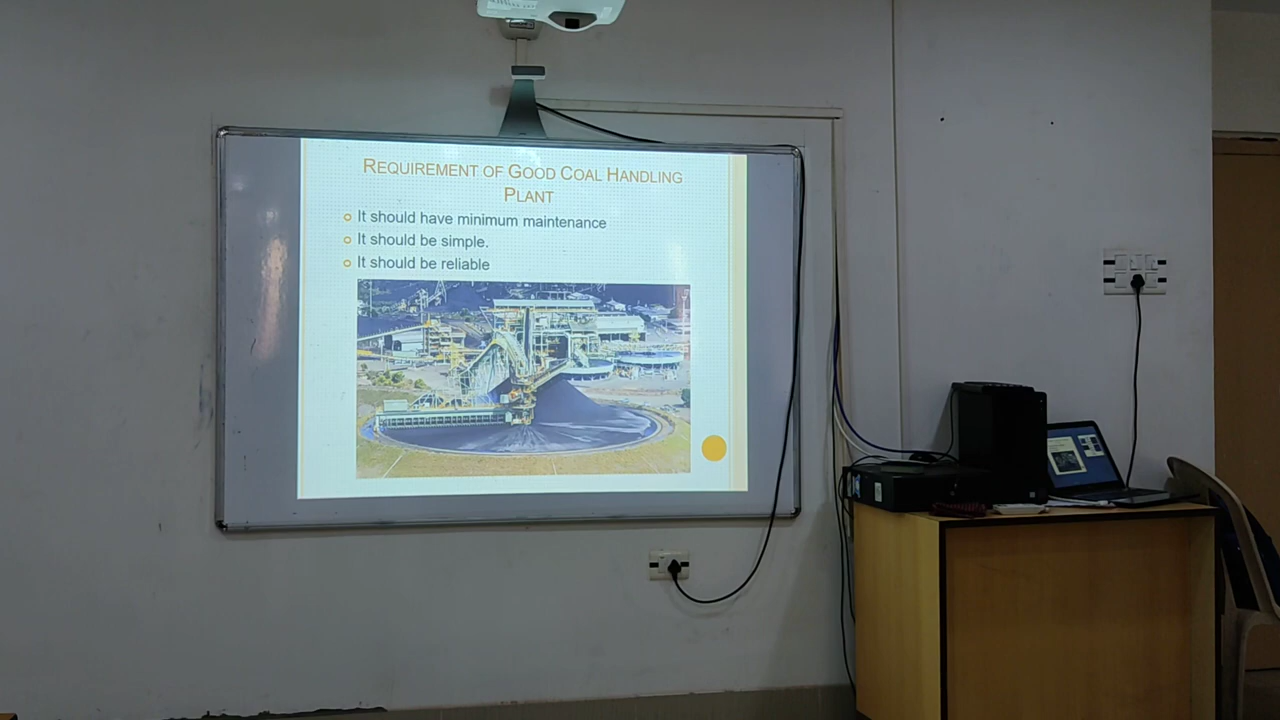 REQUIREMENT OF GOOD COAL HANDLING
PLANT
It should have minimum maintenance
It should be simple.
It should be reliable